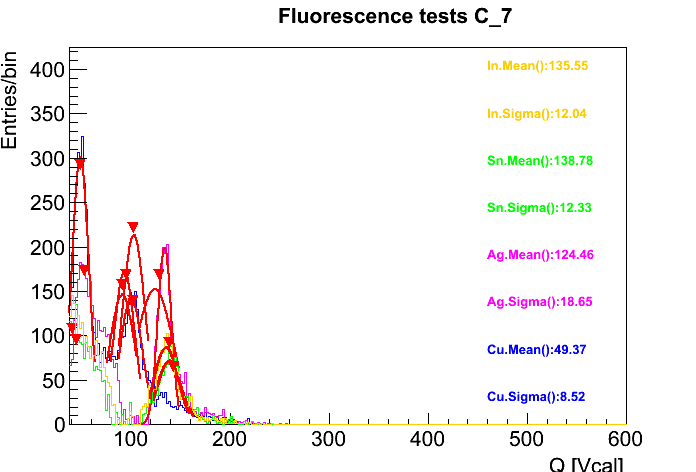 Fluorescence tests C_7
Entries/bin
400
350
300
250
200
150
100
50
0
100
200
300
400
500
600
Q [Vcal]
In.Mean():135.55
In.Sigma():12.04
Sn.Mean():138.78
Sn.Sigma():12.33
Ag.Mean():124.46
Ag.Sigma():18.65
Cu.Mean():49.37
Cu.Sigma():8.52